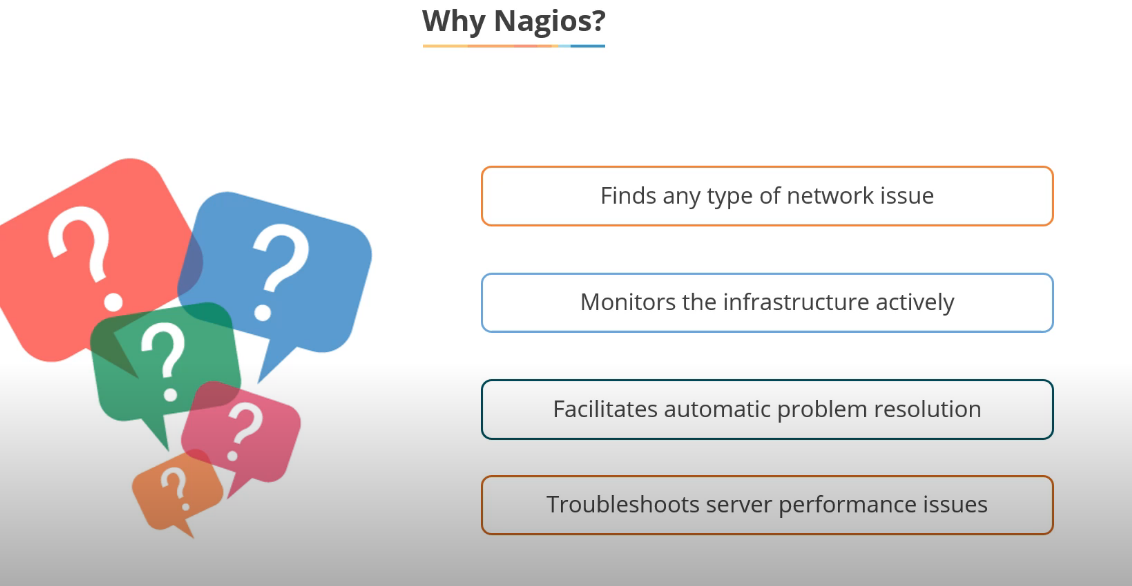 Why Nagios?
Finds any type of network issue
Monitors the infrastructure actively
Facilitates automatic problem resolution
Troubleshoots server performance issues